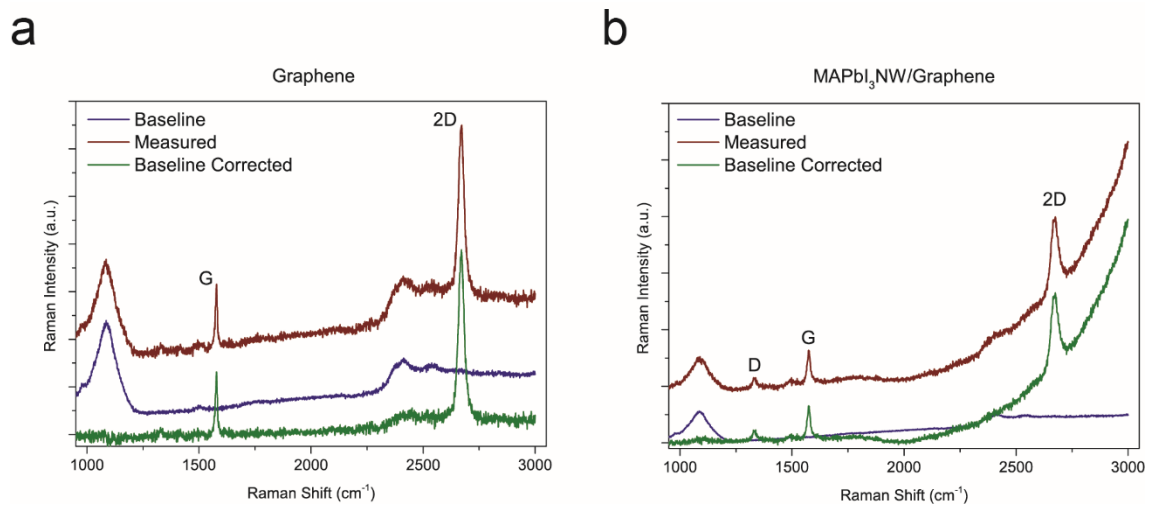 a
Graphene
Baseline
Measured
Baseline Corrected
2D
G
Raman Intensity (a.u.)
1000 1500 2000 2500 3000
Raman Shift (cm⁻¹)
b
MAPbI₃NW/Graphene
Baseline
Measured
Baseline Corrected
2D
G
D
Raman Intensity (a.u.)
1000 1500 2000 2500 3000
Raman Shift (cm⁻¹)